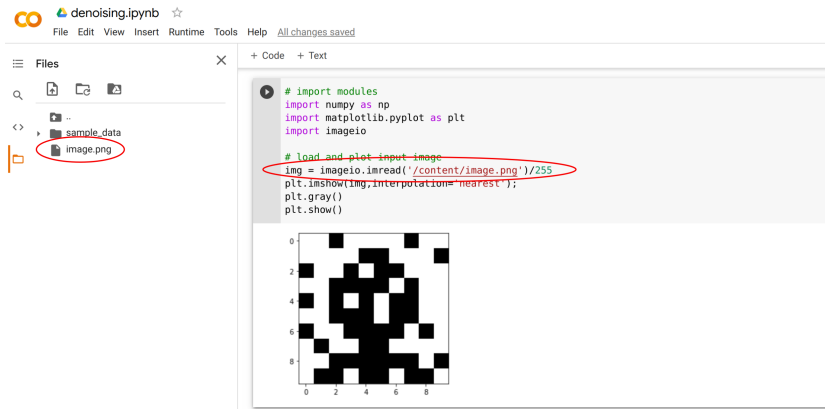 denoising.ipynb
File Edit View Insert Runtime Tools Help All changes saved
Files
+ Code + Text
..
sample_data
image.png
# import modules
import numpy as np
import matplotlib.pyplot as plt
import imageio
# load and plot input image
img = imageio.imread('/content/image.png')/255
plt.imshow(img,interpolation='nearest');
plt.gray()
plt.show()
0
2
4
6
8
0 2 4 6 8